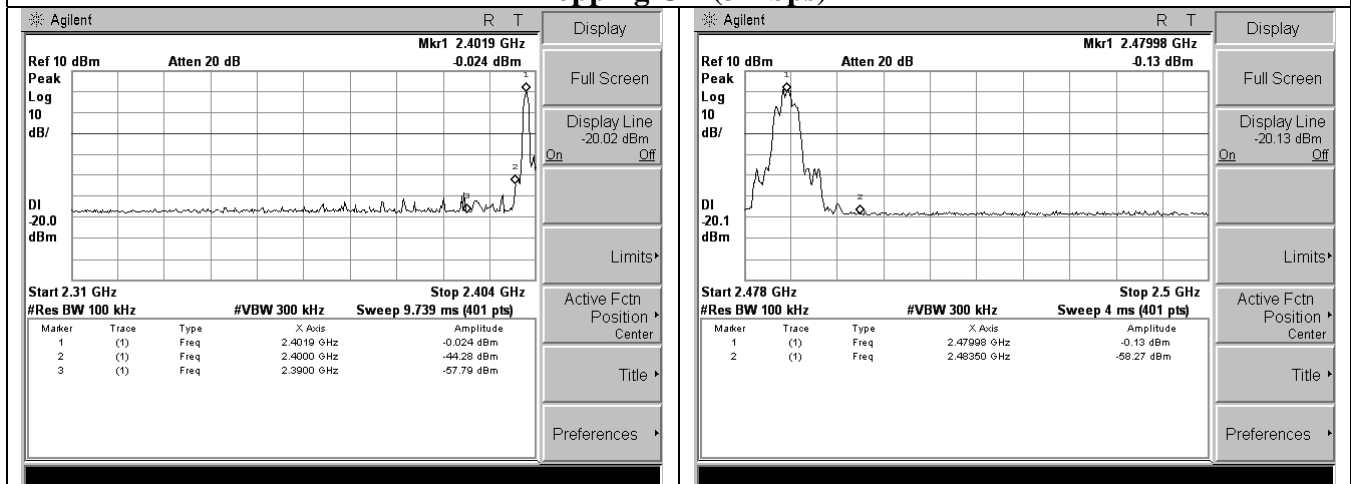 Agilent R T
Mkr1 2.4019 GHz
Ref 10 dBm Atten 20 dB -0.024 dBm
Peak
Log
10
dB/
1
2
3
DI
-20.0
dBm
Start 2.31 GHz Stop 2.404 GHz
#Res BW 100 kHz #VBW 300 kHz Sweep 9.739 ms (401 pts)
Marker Trace Type X Axis Amplitude
1 (1) Freq 2.4019 GHz -0.024 dBm
2 (1) Freq 2.4000 GHz -44.28 dBm
3 (1) Freq 2.3900 GHz -57.79 dBm
Display
Full Screen
Display Line
-20.02 dBm
On Off
Limits
Active Fctn
Position
Center
Title
Preferences
Agilent R T
Mkr1 2.47998 GHz
Ref 10 dBm Atten 20 dB -0.13 dBm
Peak
Log
10
dB/
1
2
DI
-20.1
dBm
Start 2.478 GHz Stop 2.5 GHz
#Res BW 100 kHz #VBW 300 kHz Sweep 4 ms (401 pts)
Marker Trace Type X Axis Amplitude
1 (1) Freq 2.47998 GHz -0.13 dBm
2 (1) Freq 2.48350 GHz -58.27 dBm
Display
Full Screen
Display Line
-20.13 dBm
On Off
Limits
Active Fctn
Position
Center
Title
Preferences